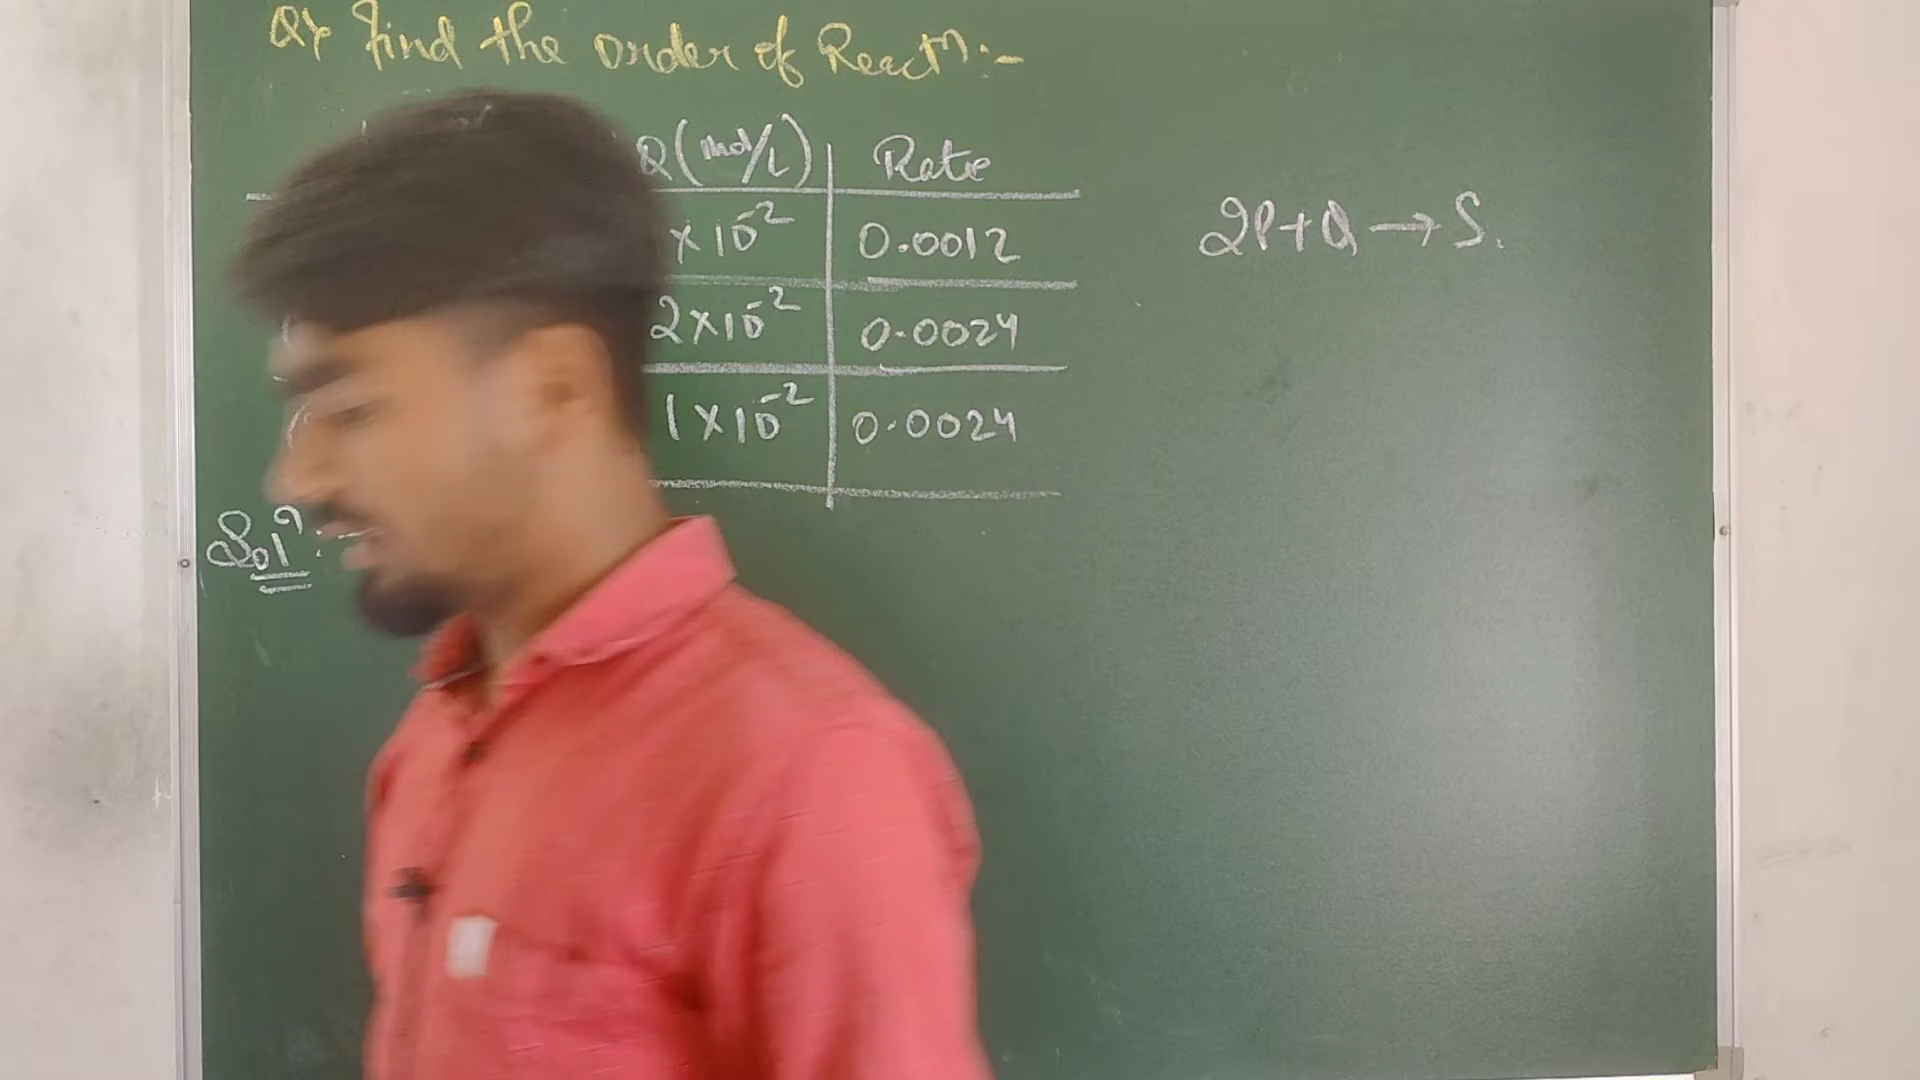 Q) Find the Order of Reactⁿ:-
Q(mol/L) Rate
×10⁻² 0.0012
2×10⁻² 0.0024
1×10⁻² 0.0024
2P+Q→S.
Solⁿ:-